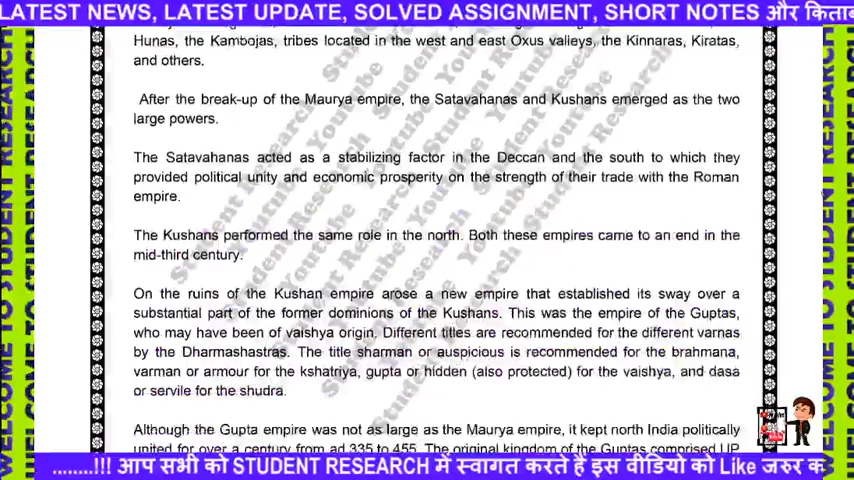 LATEST NEWS, LATEST UPDATE, SOLVED ASSIGNMENT, SHORT NOTES और किताब
Hunas, the Kambojas, tribes located in the west and east Oxus valleys, the Kinnaras, Kiratas,
and others.
After the break-up of the Maurya empire, the Satavahanas and Kushans emerged as the two
large powers.
The Satavahanas acted as a stabilizing factor in the Deccan and the south to which they
provided political unity and economic prosperity on the strength of their trade with the Roman
empire.
The Kushans performed the same role in the north. Both these empires came to an end in the
mid-third century.
On the ruins of the Kushan empire arose a new empire that established its sway over a
substantial part of the former dominions of the Kushans. This was the empire of the Guptas,
who may have been of vaishya origin. Different titles are recommended for the different varnas
by the Dharmashastras. The title sharman or auspicious is recommended for the brahmana,
varman or armour for the kshatriya, gupta or hidden (also protected) for the vaishya, and dasa
or servile for the shudra.
Although the Gupta empire was not as large as the Maurya empire, it kept north India politically
united for over a century from ad 335 to 455. The original kingdom of the Guptas comprised UP
........!!! आप सभी को STUDENT RESEARCH में स्वागत करते हैं इस वीडियो को Like जरुर क